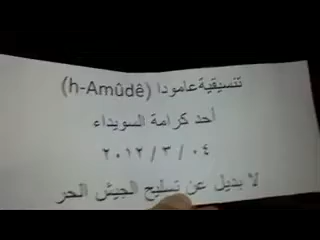 تنسيقية عامودا (h-Amûdê)
أحد كرامة السويداء
٢٠١٢ / ٣ / ٠٤
لا بديل عن تسليح الجيش الحر